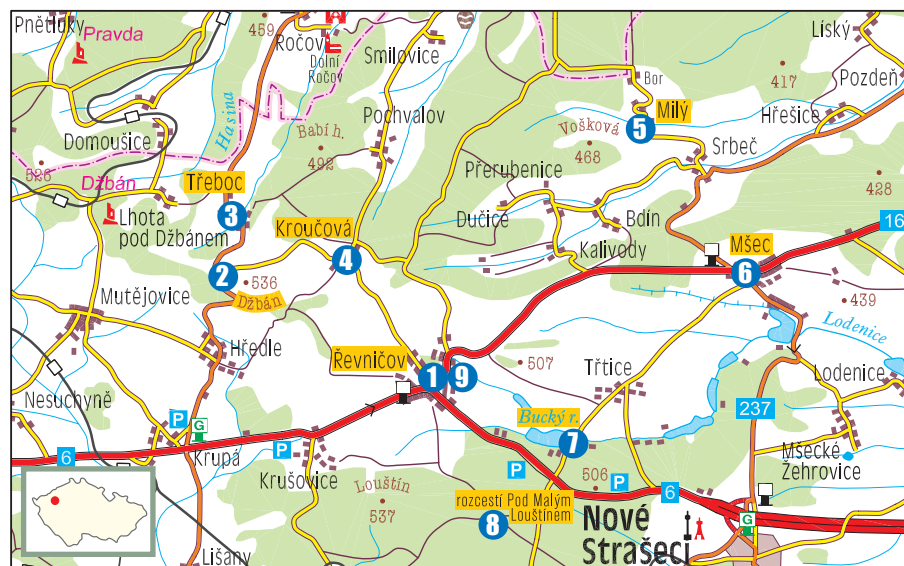 Pnětluky
Pravda
459
Ročov
Dolní
Ročov
Smilovice
Líský
Bor
417
Pozdeň
Hasina
Pochvalov
Milý
5
Hřešice
Domoušice
Babí h.
492
Vošková
468
Srbeč
526
Džbán
Třeboc
Přerubenice
428
Lhota
pod Džbánem
3
Kroučová
Dučice
Bdín
16
4
Kalivody
Mšec
2
536
Džbán
6
Mutějovice
439
Hředle
Lodenice
Řevničov
507
Třtice
1
9
Lodenice
Nesuchyně
237
P
G
Bucký r.
7
Mšecké
Žehrovice
6
Krupá
P
Krušovice
P
506
P
6
Louštín
537
rozcestí Pod Malým
Louštíněm
8
Nové
Strašecí
G
Lišany